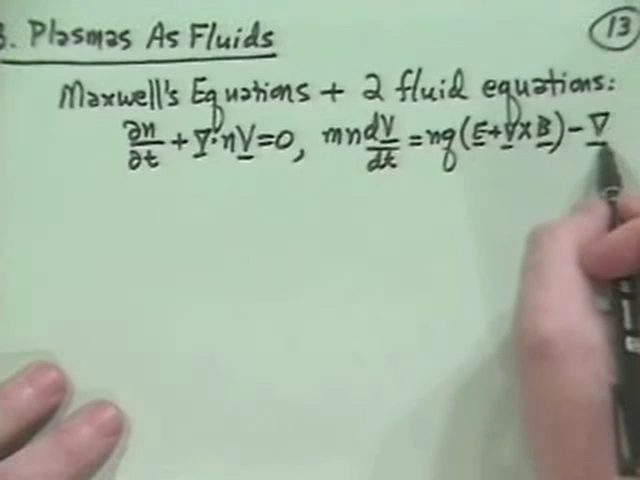 13
3. Plasmas As Fluids
Maxwell's Equations + 2 fluid equations:
∂n/∂t + ∇·nV=0, mn dV/dt = nq(E+V×B) − ∇